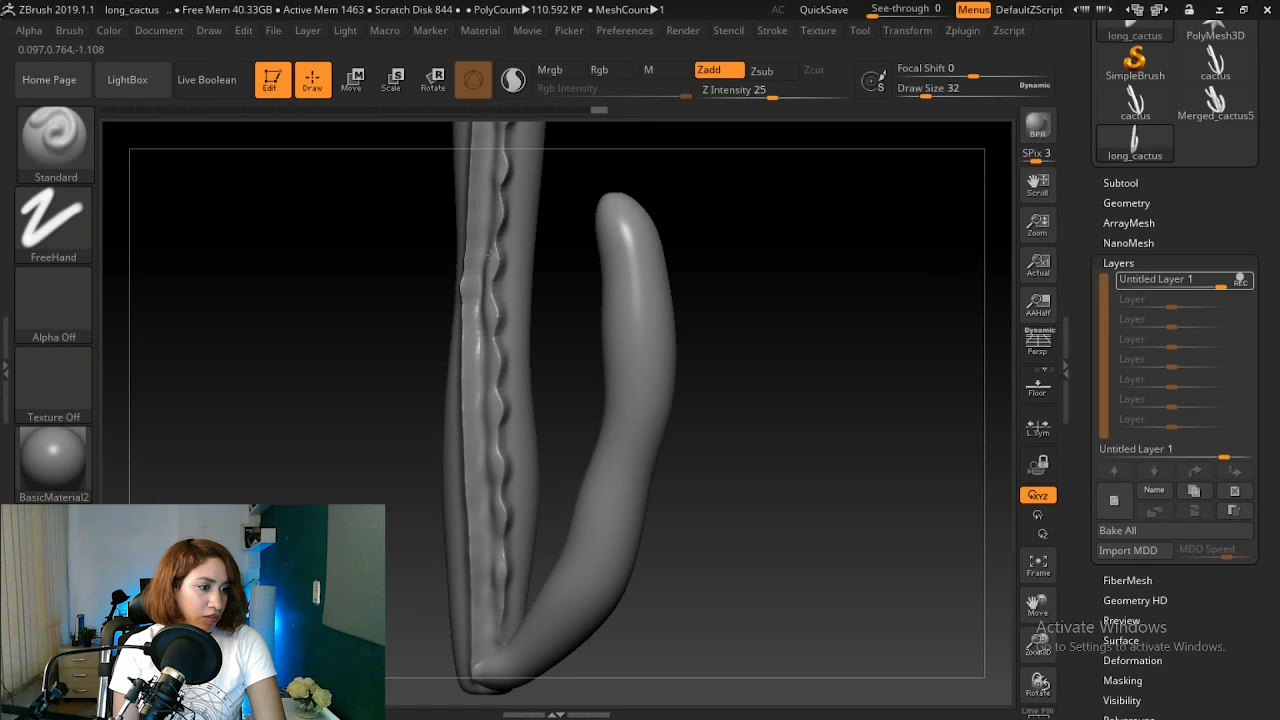 ZBrush 2019.1.1 long_cactus .. • Free Mem 40.33GB • Active Mem 1463 • Scratch Disk 844 • PolyCount▶110.592 KP • MeshCount▶1 AC QuickSave See-through 0 Menus DefaultZScript
Alpha Brush Color Document Draw Edit File Layer Light Macro Marker Material Movie Picker Preferences Render Stencil Stroke Texture Tool Transform Zplugin Zscript
0.097,0.764,-1.108
Home Page LightBox Live Boolean Edit Draw Move Scale Rotate
Mrgb Rgb M Zadd Zsub Zcut
Rgb Intensity Z Intensity 25
Focal Shift 0
Draw Size 32 Dynamic
Standard
FreeHand
Alpha Off
Texture Off
BasicMaterial2
BPR
SPix 3
Scroll
Zoom
Actual
AAHalf
Dynamic
Persp
Floor
L.Sym
XYZ
Frame
Move
Zoom3D
Rotate
Line Fill
long_cactus PolyMesh3D
SimpleBrush cactus
cactus Merged_cactus5
long_cactus
Subtool
Geometry
ArrayMesh
NanoMesh
Layers
Untitled Layer 1 REC
Layer
Layer
Layer
Layer
Layer
Layer
Layer
Untitled Layer 1
Name
Bake All
Import MDD MDD Speed
FiberMesh
Geometry HD
Preview
Surface
Deformation
Masking
Visibility
Activate Windows
Go to Settings to activate Windows.